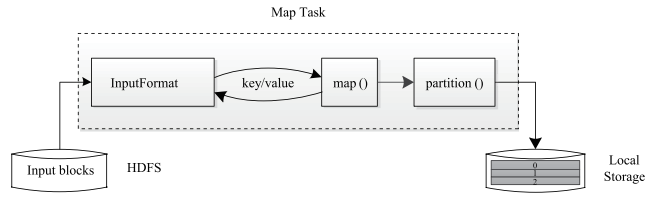 Map Task
InputFormat
key/value
map ()
partition ()
Input blocks
HDFS
0
1
2
Local
Storage